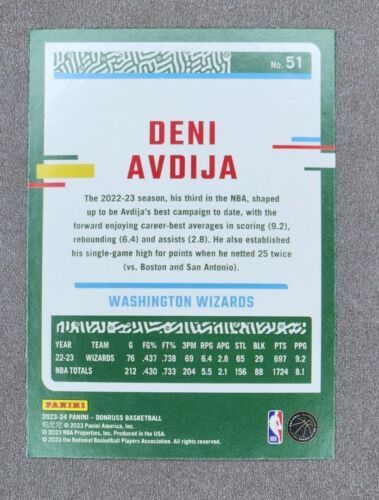 No. 51
DENI
AVDIJA
The 2022-23 season, his third in the NBA, shaped
up to be Avdija's best campaign to date, with the
forward enjoying career-best averages in scoring (9.2),
rebounding (6.4) and assists (2.8). He also established
his single-game high for points when he netted 25 twice
(vs. Boston and San Antonio).
WASHINGTON WIZARDS
YEAR TEAM G FG% FT% 3PM RPG APG STL BLK PTS PPG
22-23 WIZARDS 76 .437 .738 69 6.4 2.8 65 29 697 9.2
NBA TOTALS 212 .430 .733 204 5.5 2.1 156 88 1724 8.1
PANINI
2023-24 PANINI – DONRUSS BASKETBALL
帕尼尼 © 2023 Panini America, Inc.
© 2023 NBA Properties, Inc. Produced in the USA.
© 2023 the National Basketball Players Association. All rights reserved.
NBA